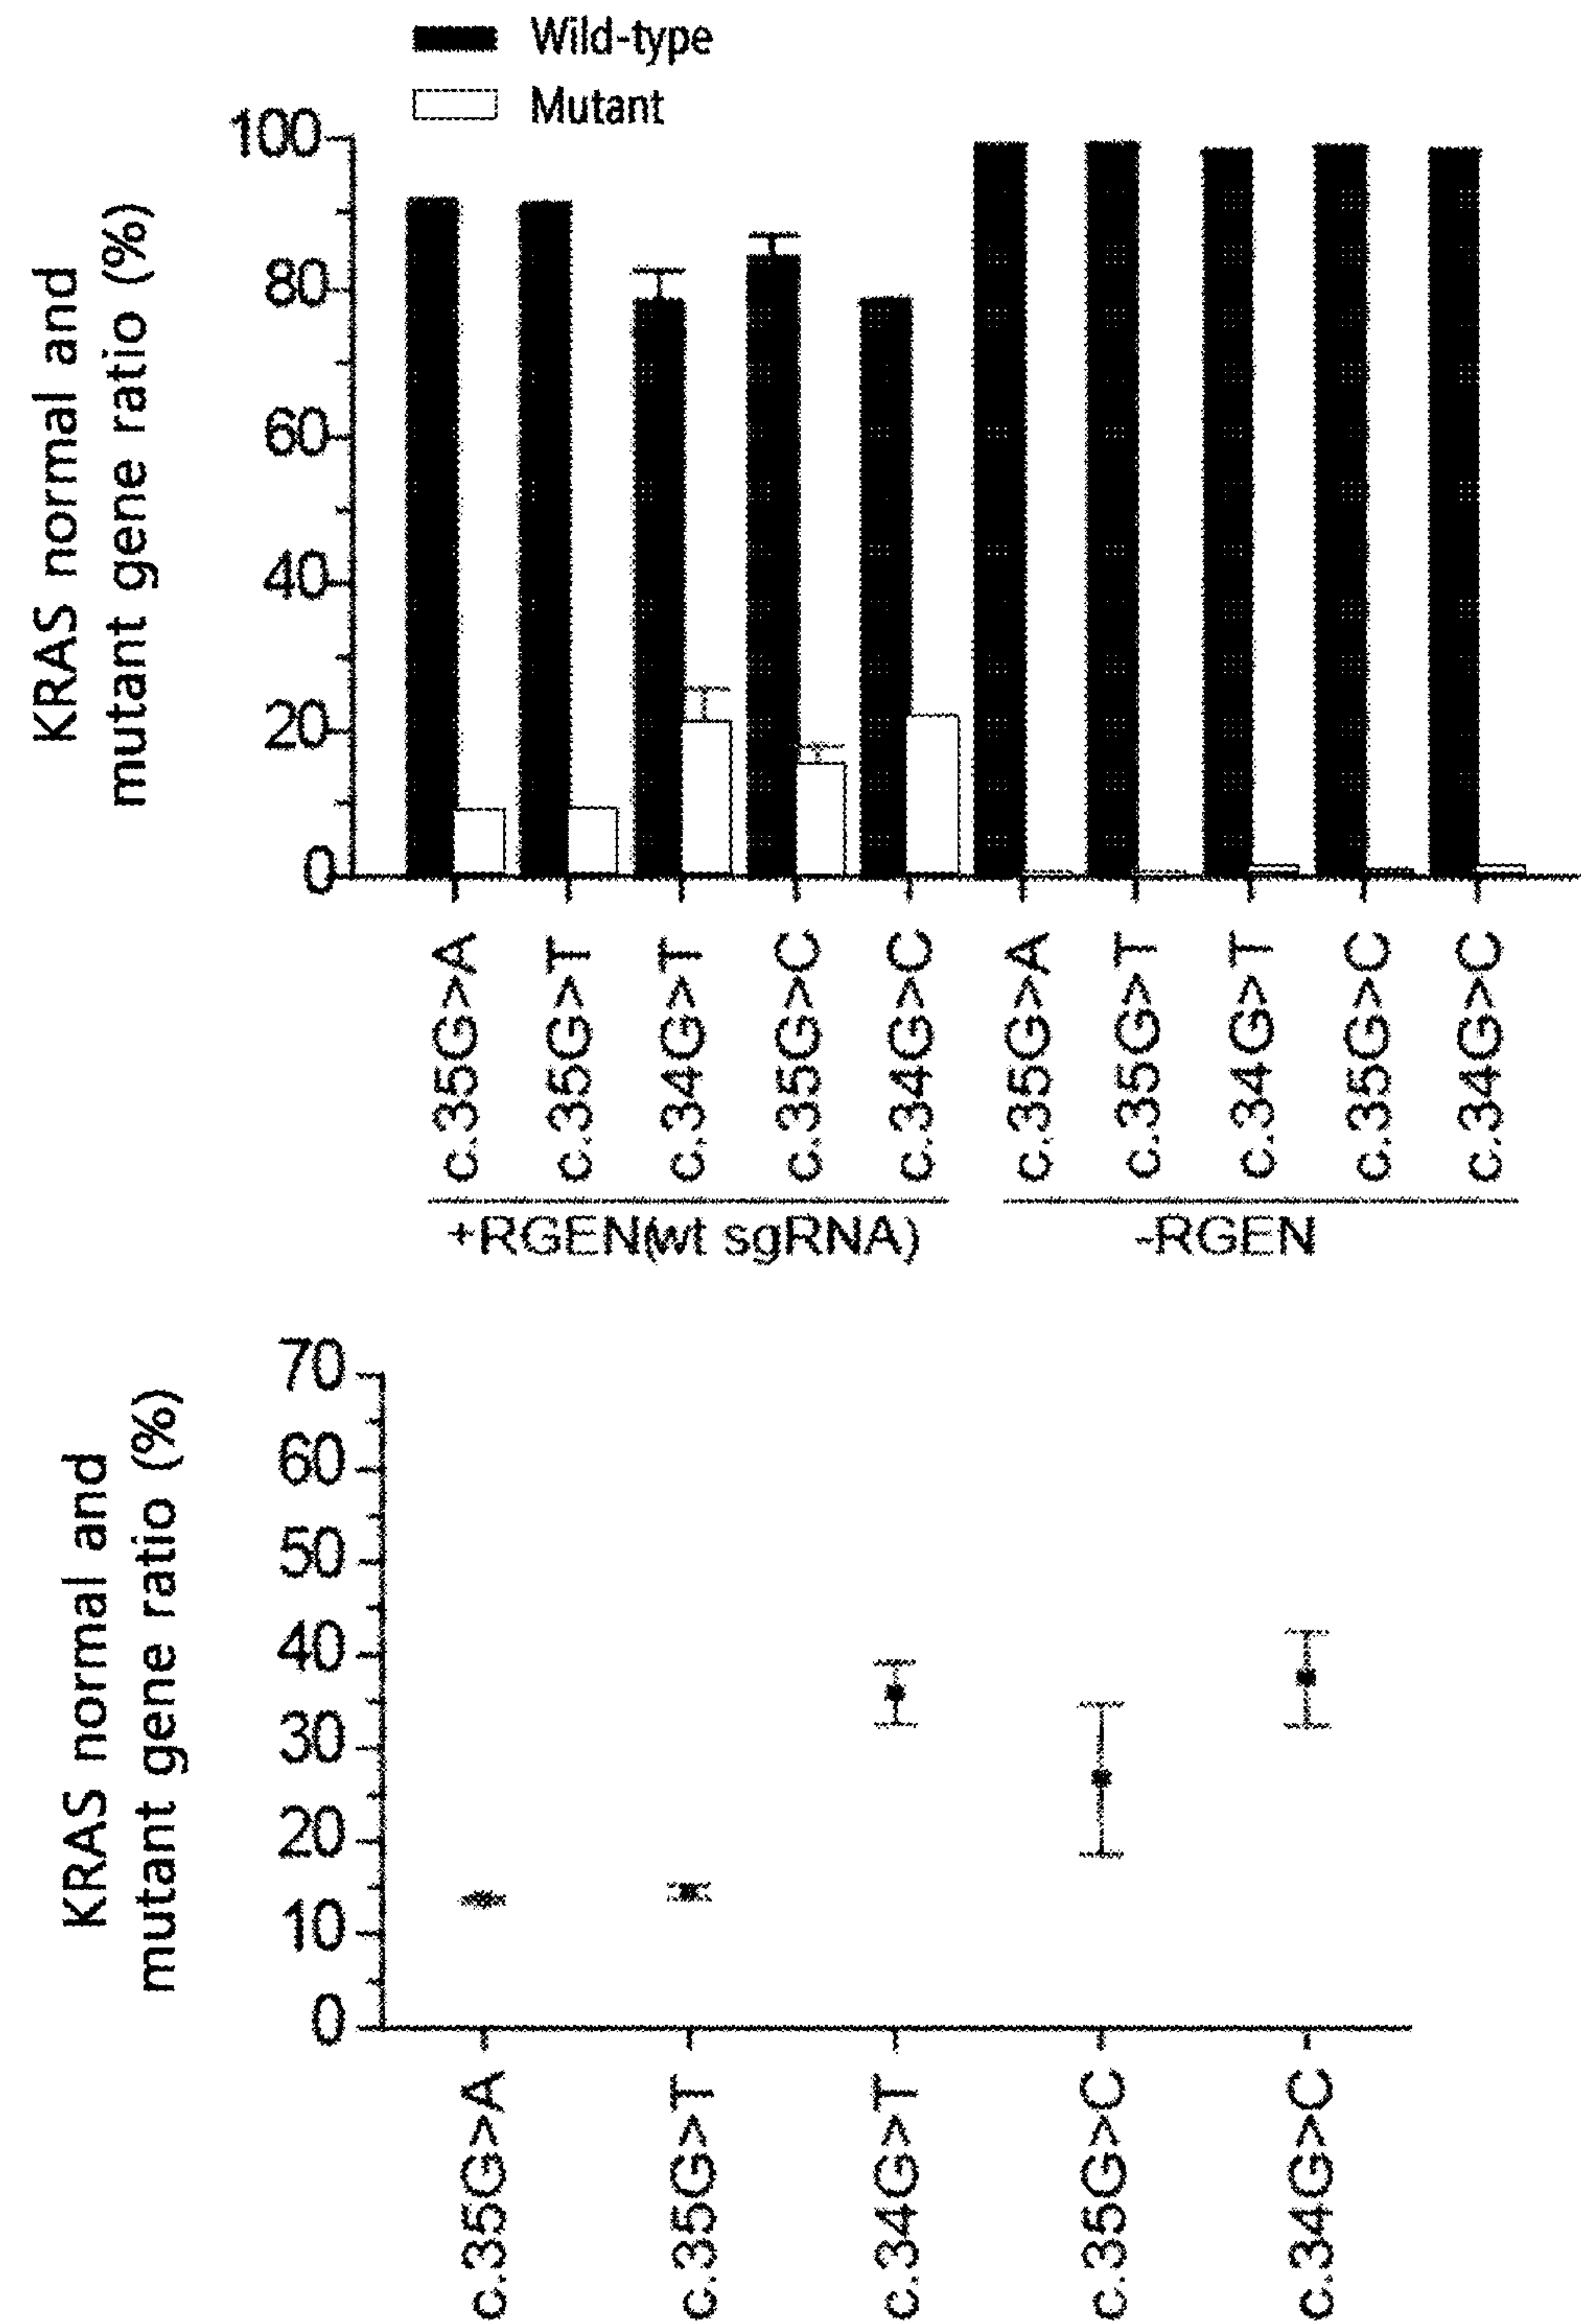 Wild-type
Mutant
KRAS normal and
mutant gene ratio (%)
100
80
60
40
20
0
c.35G>A
c.35G>T
c.34G>T
c.35G>C
c.34G>C
c.35G>A
c.35G>T
c.34G>T
c.35G>C
c.34G>C
+RGEN(wt sgRNA)
-RGEN
KRAS normal and
mutant gene ratio (%)
70
60
50
40
30
20
10
0
c.35G>A
c.35G>T
c.34G>T
c.35G>C
c.34G>C